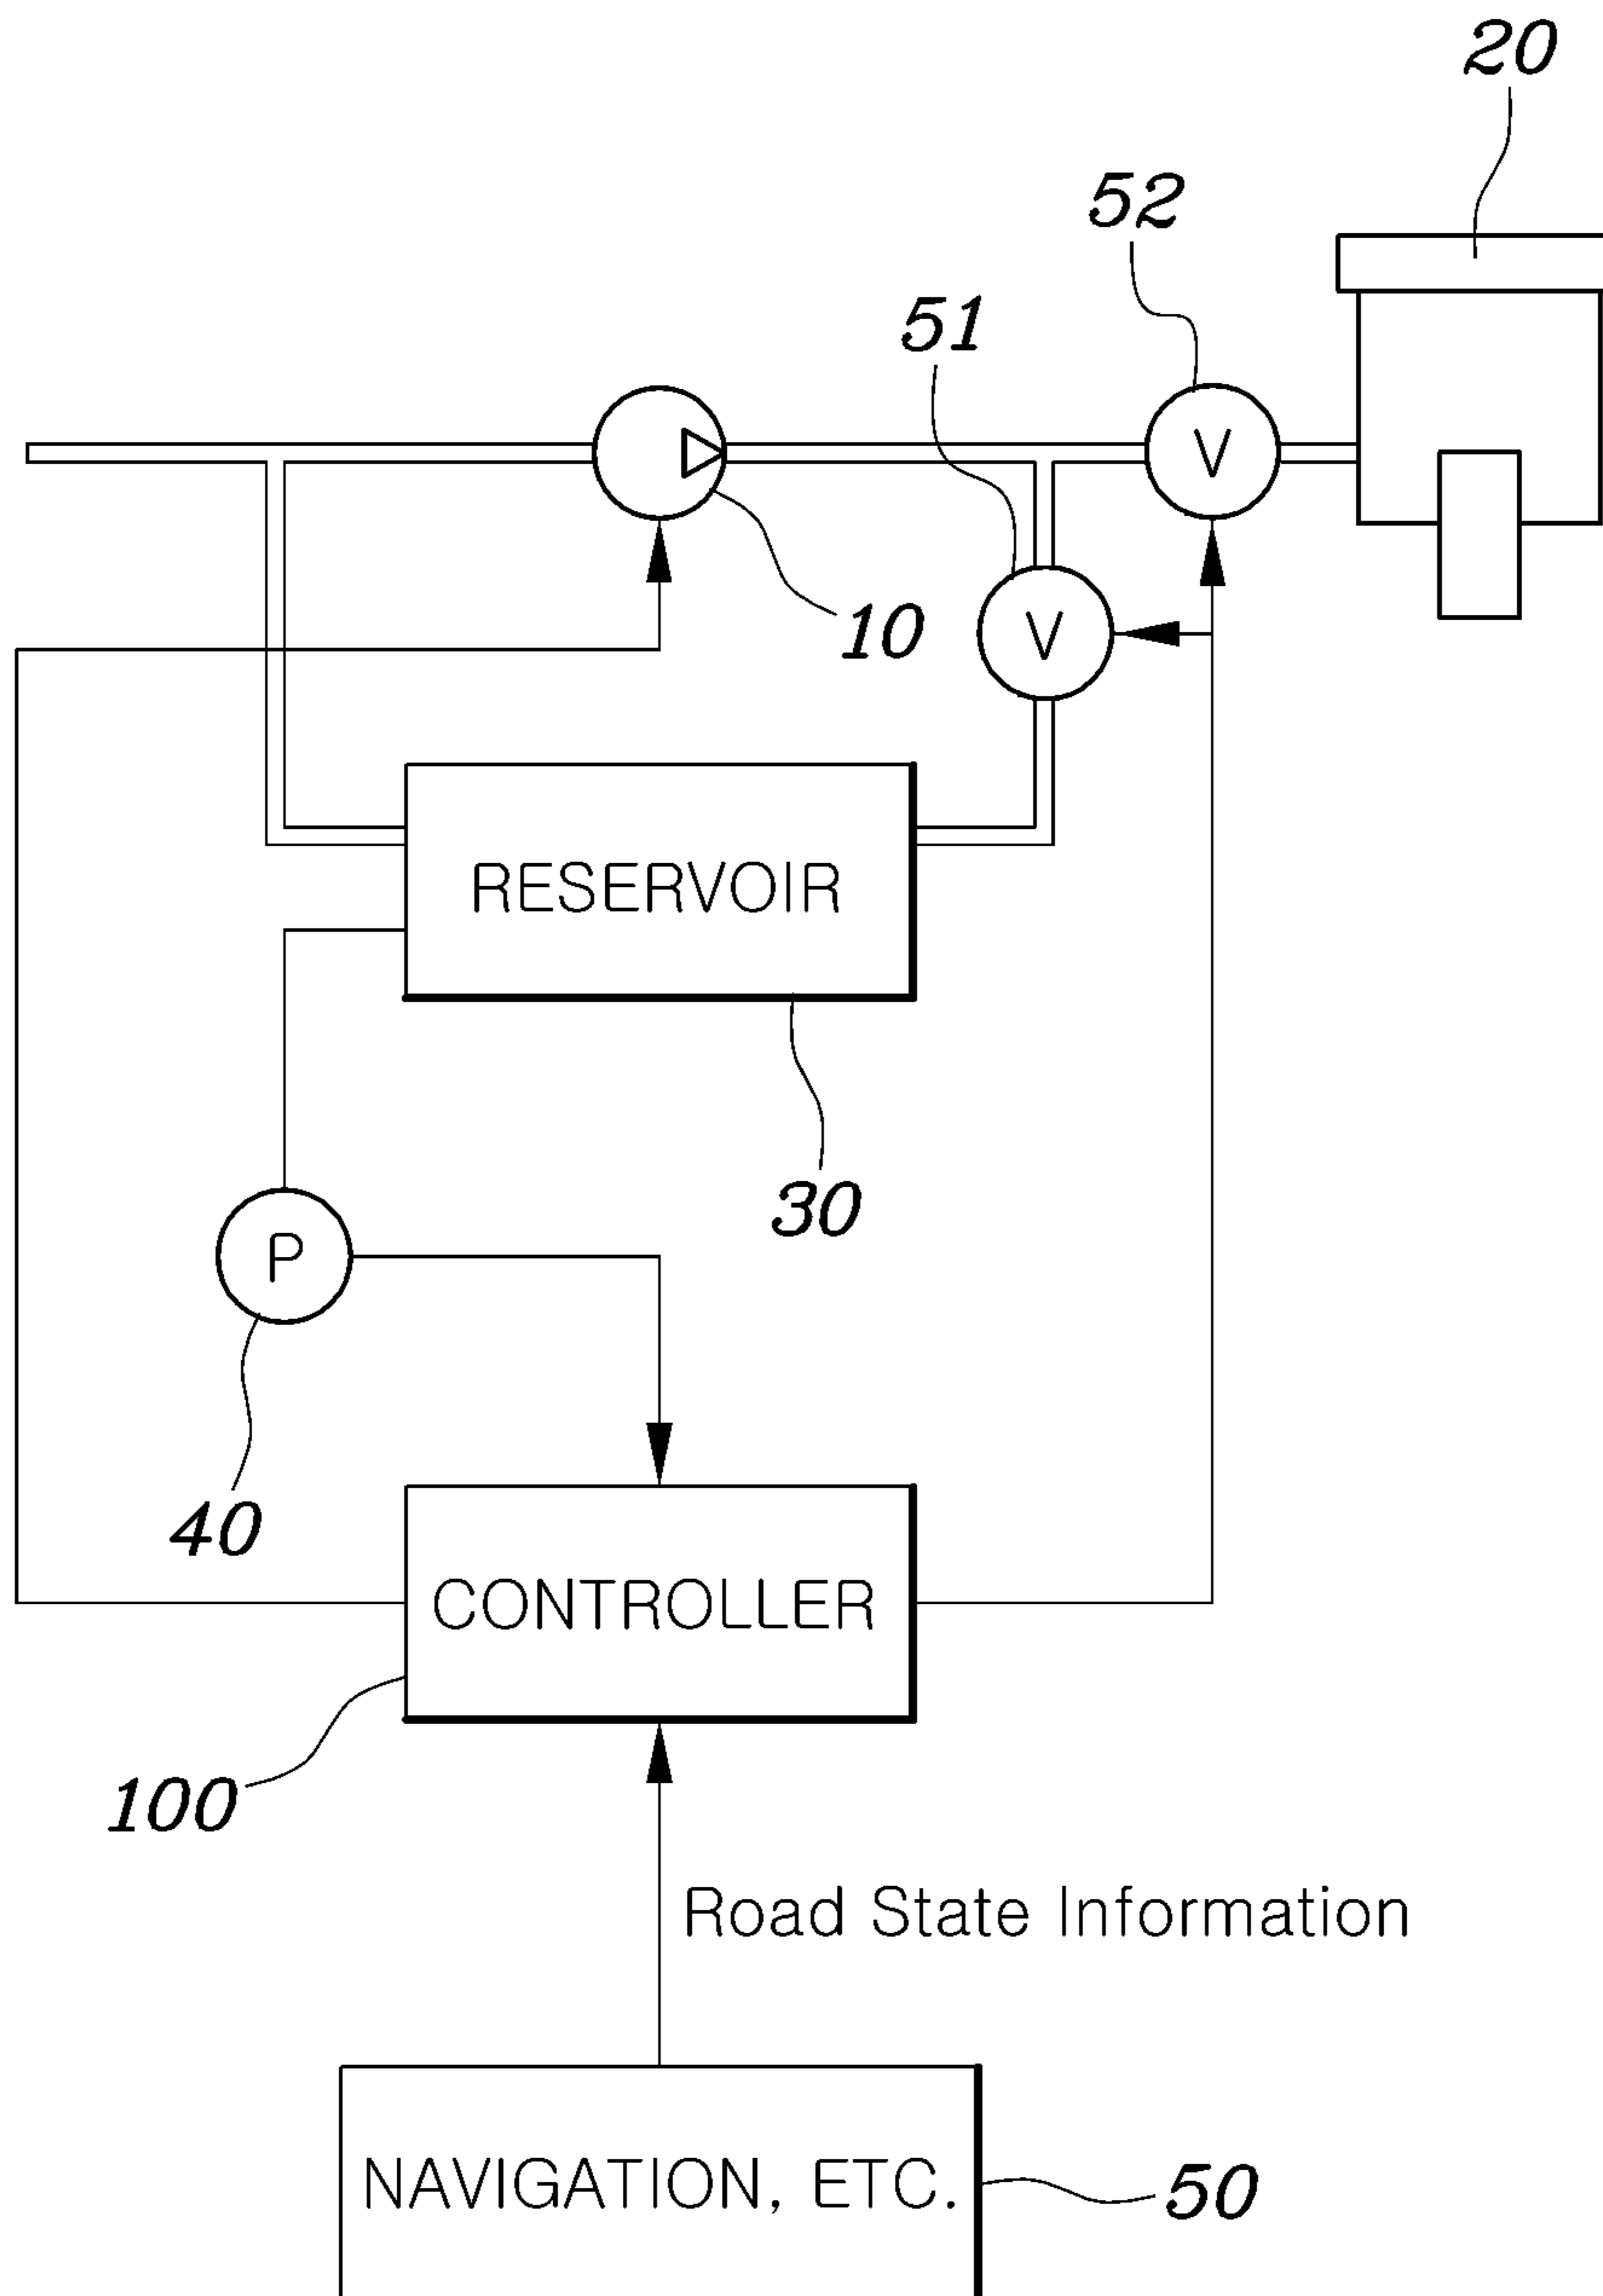 20
52
51
V
V
10
RESERVOIR
30
P
40
CONTROLLER
100
Road State Information
NAVIGATION, ETC.
50